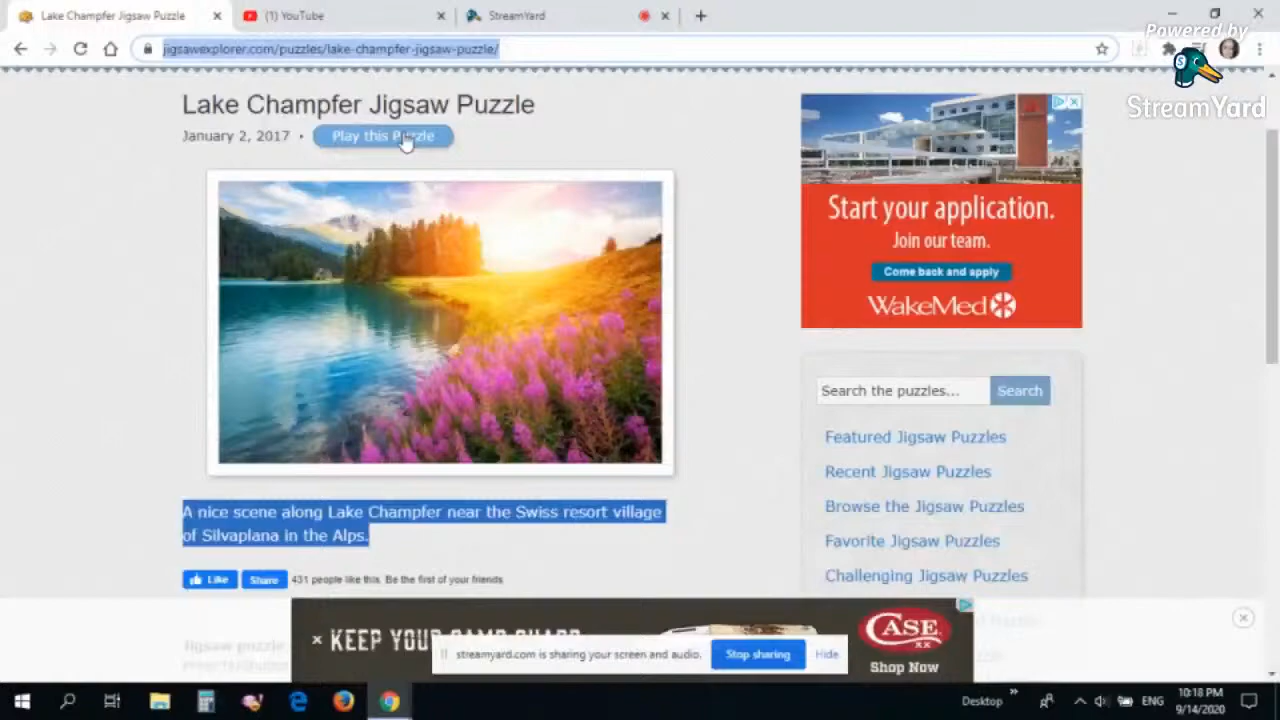 Lake Champfer Jigsaw Puzzle
(1) YouTube
StreamYard
jigsawexplorer.com/puzzles/lake-champfer-jigsaw-puzzle/
Powered by
StreamYard
Lake Champfer Jigsaw Puzzle
January 2, 2017 • Play this Puzzle
Start your application.
Join our team.
Come back and apply
WakeMed
Search the puzzles... Search
Featured Jigsaw Puzzles
Recent Jigsaw Puzzles
Browse the Jigsaw Puzzles
Favorite Jigsaw Puzzles
Challenging Jigsaw Puzzles
A nice scene along Lake Champfer near the Swiss resort village
of Silvaplana in the Alps.
Like Share 431 people like this. Be the first of your friends.
Jigsaw puzzle
KEEP YOUR
CASE
XX
Shop Now
streamyard.com is sharing your screen and audio. Stop sharing Hide
Desktop
ENG
10:18 PM
9/14/2020